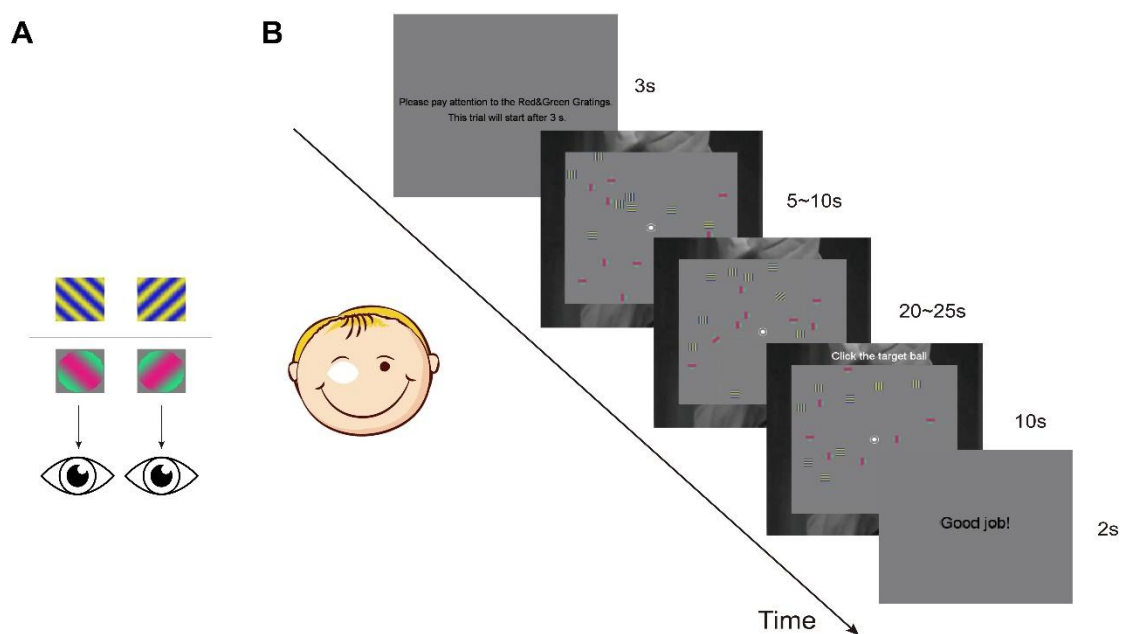 A
B
Please pay attention to the Red&Green Gratings.
This trial will start after 3 s.
3s
5~10s
20~25s
Click the target ball
10s
Good job!
2s
Time